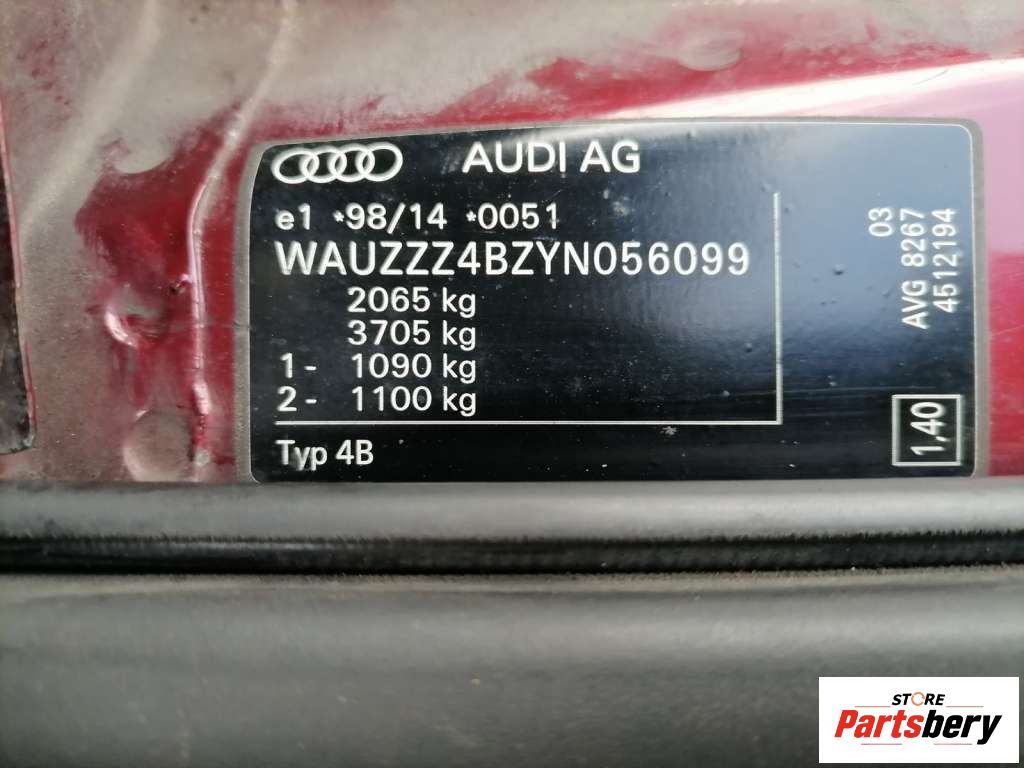 AUDI AG
e1 *98/14 *0051
WAUZZZ4BZYN056099
2065 kg
3705 kg
1- 1090 kg
2- 1100 kg
Typ 4B
03
AVG 8267
4512194
1,40
STORE
Partsbery